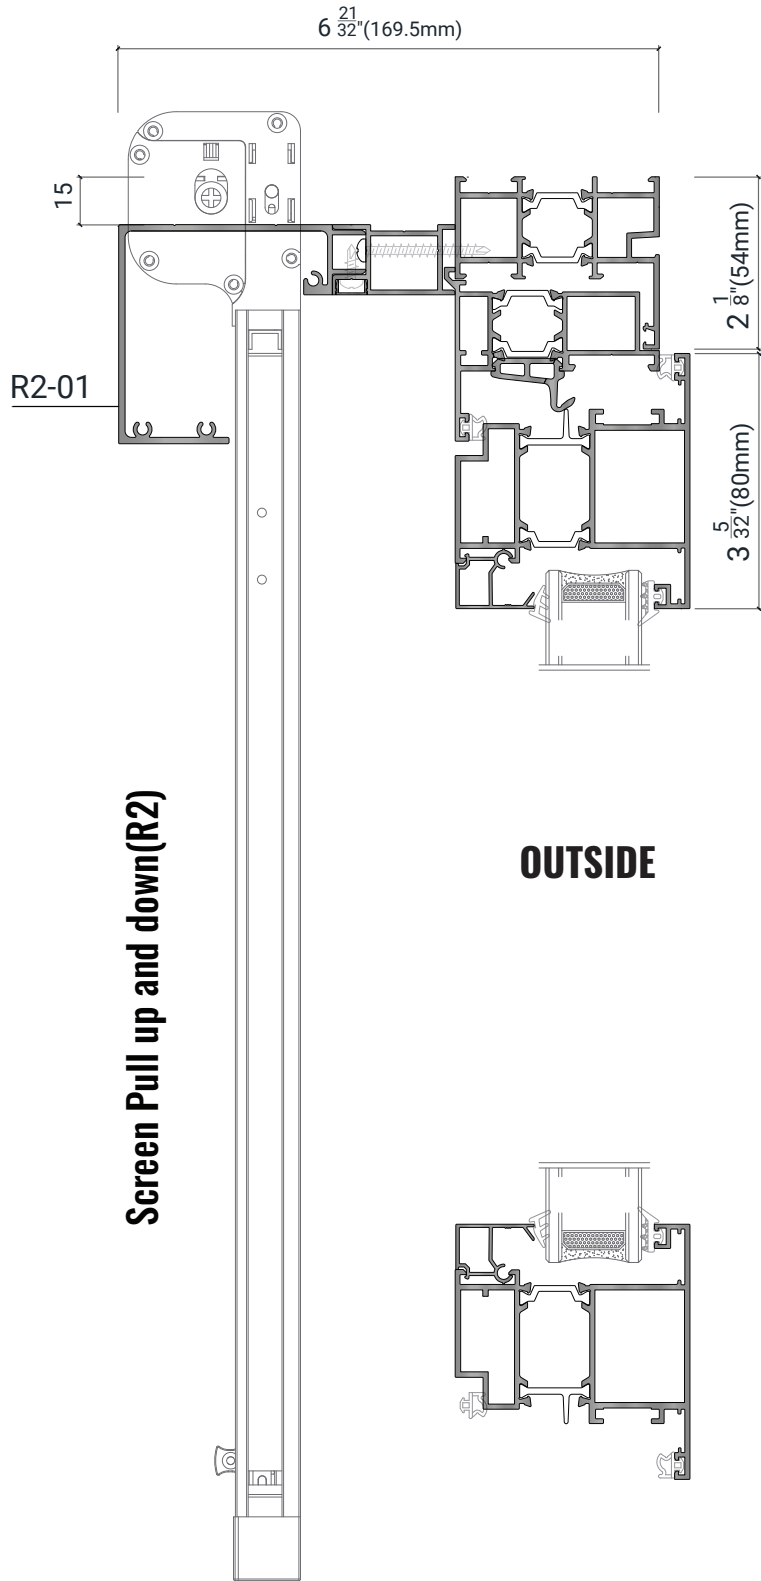 6 21/32"(169.5mm)
15
2 1/8"(54mm)
R2-01
3 5/32"(80mm)
Screen Pull up and down(R2)
OUTSIDE